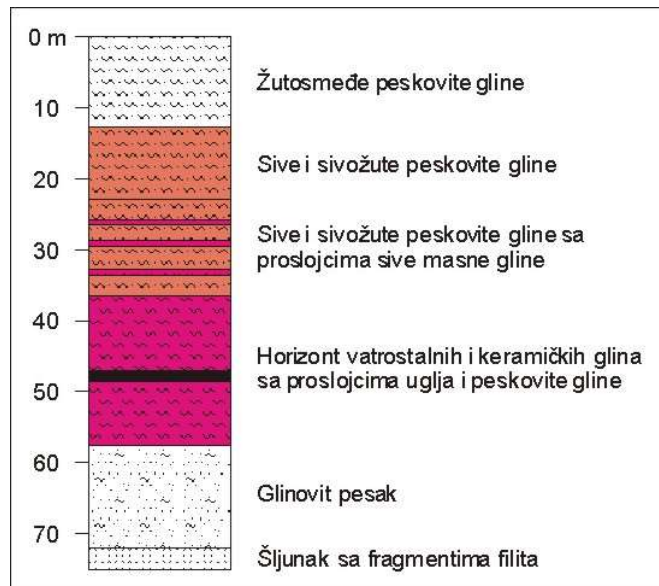 0 m
Žutosmeđe peskovite gline
10
Sive i sivožute peskovite gline
20
Sive i sivožute peskovite gline sa
proslojcima sive masne gline
30
40
Horizont vatrostalnih i keramičkih glina
sa proslojcima uglja i peskovite gline
50
60
Glinovit pesak
70
Šljunak sa fragmentima filita